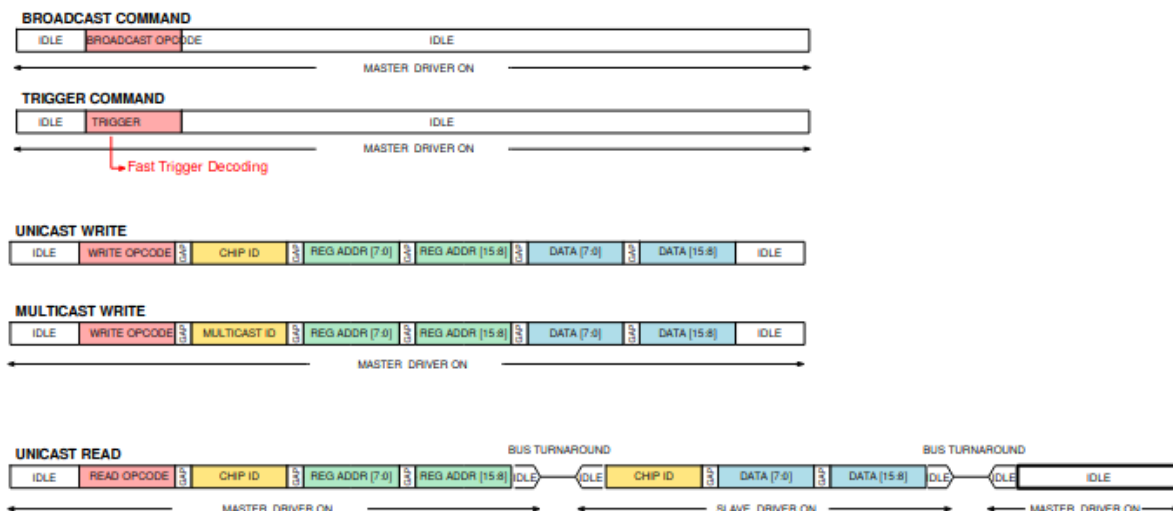 BROADCAST COMMAND
IDLE BROADCAST OPCODE IDLE
MASTER DRIVER ON
TRIGGER COMMAND
IDLE TRIGGER IDLE
MASTER DRIVER ON
Fast Trigger Decoding
UNICAST WRITE
IDLE WRITE OPCODE GAP CHIP ID GAP REG ADDR [7:0] GAP REG ADDR [15:8] GAP DATA [7:0] GAP DATA [15:8] IDLE
MULTICAST WRITE
IDLE WRITE OPCODE GAP MULTICAST ID GAP REG ADDR [7:0] GAP REG ADDR [15:8] GAP DATA [7:0] GAP DATA [15:8] IDLE
MASTER DRIVER ON
UNICAST READ BUS TURNAROUND BUS TURNAROUND
IDLE READ OPCODE GAP CHIP ID GAP REG ADDR [7:0] GAP REG ADDR [15:8] IDLE IDLE CHIP ID GAP DATA [7:0] GAP DATA [15:8] IDLE IDLE IDLE
MASTER DRIVER ON SLAVE DRIVER ON MASTER DRIVER ON